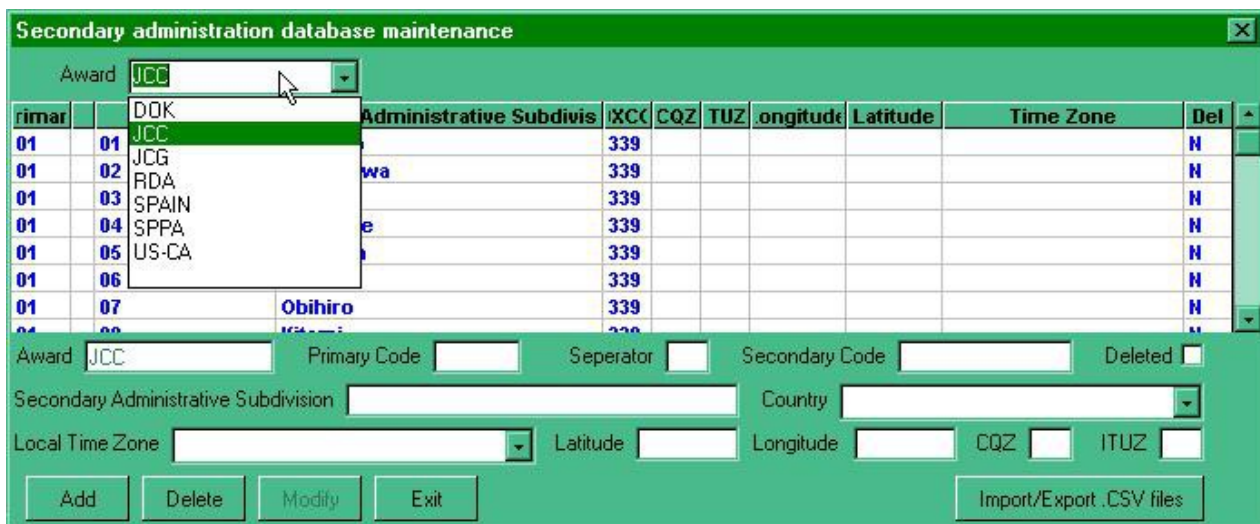 Secondary administration database maintenance
Award JCC
rimar Administrative Subdivis CQZ TUZ ongitude Latitude Time Zone Del
DOK
JCC
JCG
RDA
SPAIN
SPPA
US-CA
01 01 339 N
01 02 wa 339 N
01 03 339 N
01 04 e 339 N
01 05 339 N
01 06 339 N
01 07 Obihiro 339 N
Award JCC Primary Code Seperator Secondary Code Deleted
Secondary Administrative Subdivision Country
Local Time Zone Latitude Longitude CQZ ITUZ
Add Delete Modify Exit Import/Export .CSV files